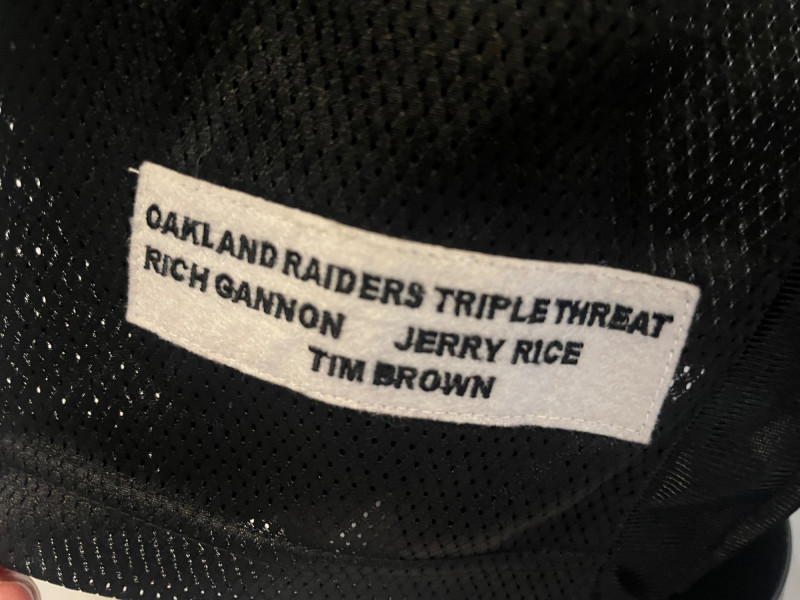 OAKLAND RAIDERS TRIPLE THREAT
RICH GANNON JERRY RICE
TIM BROWN